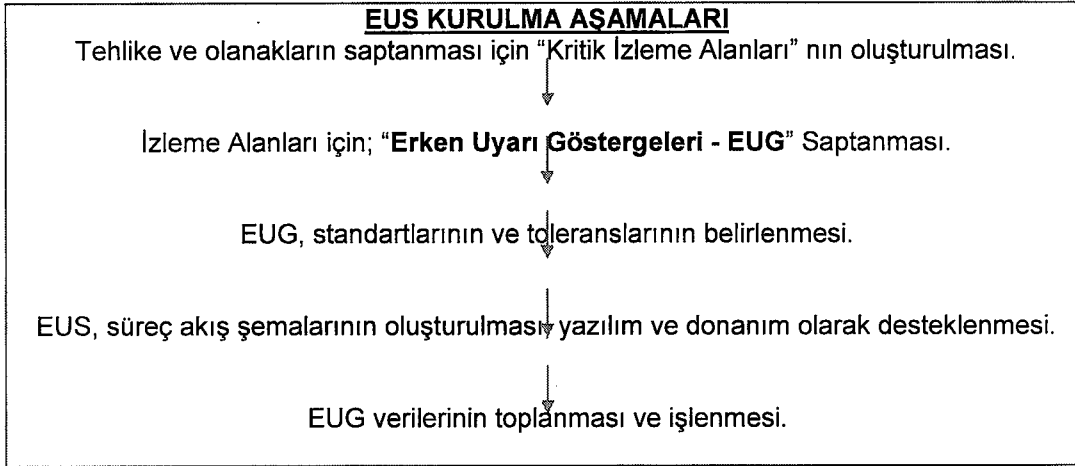 EUS KURULMA AŞAMALARI
Tehlike ve olanakların saptanması için “Kritik İzleme Alanları” nın oluşturulması.
İzleme Alanları için; “Erken Uyarı Göstergeleri - EUG” Saptanması.
EUG, standartlarının ve toleranslarının belirlenmesi.
EUS, süreç akış şemalarının oluşturulması, yazılım ve donanım olarak desteklenmesi.
EUG verilerinin toplanması ve işlenmesi.